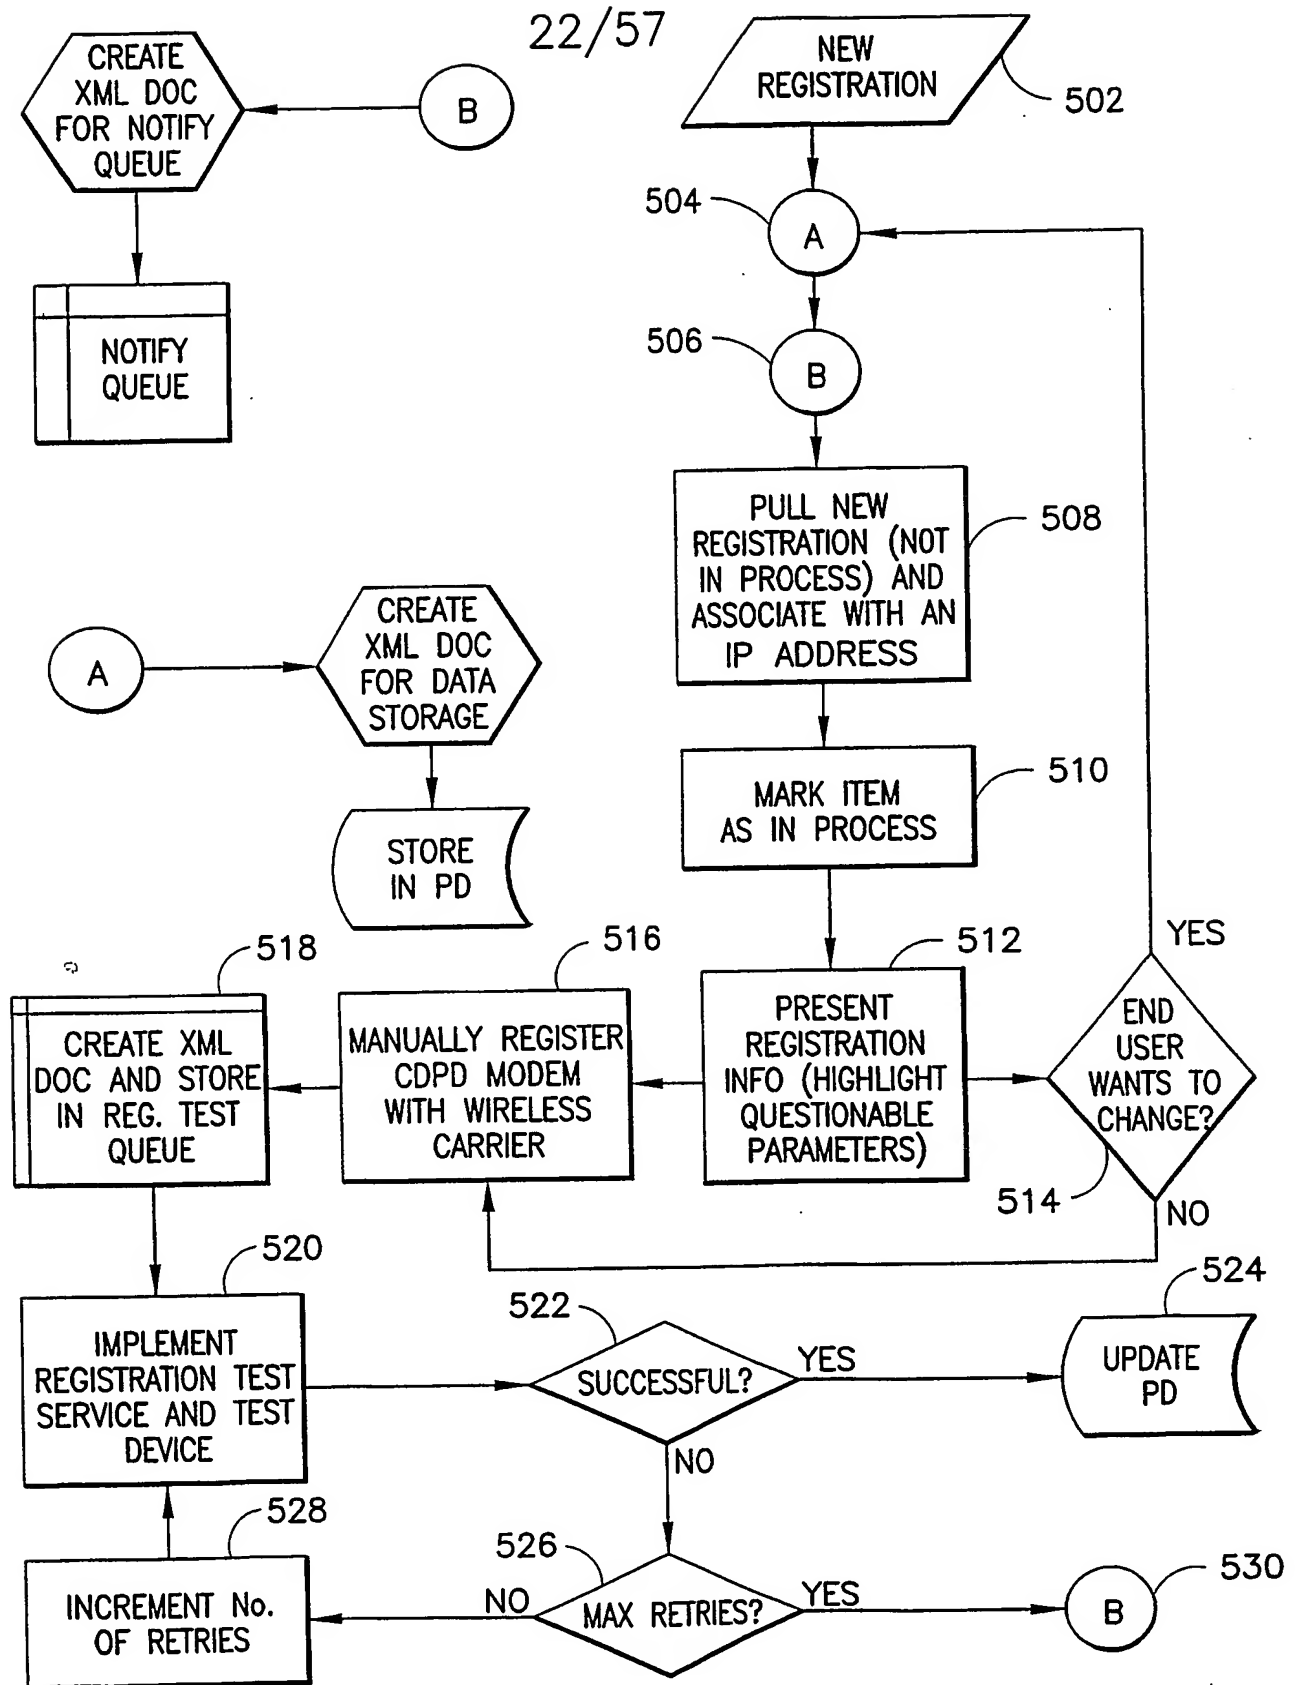 22/57
CREATE
XML DOC
FOR NOTIFY
QUEUE
B
NEW
REGISTRATION
502
504
A
NOTIFY
QUEUE
506
B
PULL NEW
REGISTRATION (NOT
IN PROCESS) AND
ASSOCIATE WITH AN
IP ADDRESS
508
A
CREATE
XML DOC
FOR DATA
STORAGE
MARK ITEM
AS IN PROCESS
510
STORE
IN PD
518
516
512
YES
CREATE XML
DOC AND STORE
IN REG. TEST
QUEUE
MANUALLY REGISTER
CDPD MODEM
WITH WIRELESS
CARRIER
PRESENT
REGISTRATION
INFO (HIGHLIGHT
QUESTIONABLE
PARAMETERS)
END
USER
WANTS TO
CHANGE?
514
NO
520
IMPLEMENT
REGISTRATION TEST
SERVICE AND TEST
DEVICE
522
SUCCESSFUL?
YES
524
UPDATE
PD
NO
528
INCREMENT No.
OF RETRIES
526
NO
MAX RETRIES?
YES
B
530